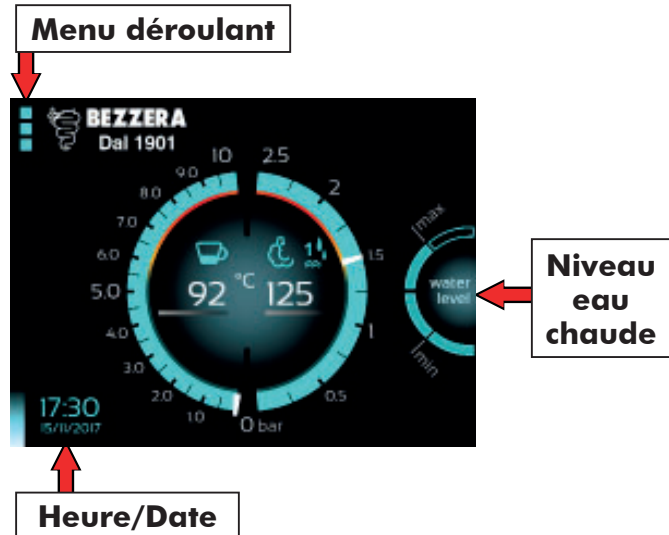 Menu déroulant
BEZZERA
Dal 1901
10 2.5
9.0 2
8.0
7.0 max
6.0 1.5
92 °C 125
5.0
water
level
Niveau
eau
chaude
4.0 1
3.0 min
2.0 0.5
1.0 0 bar
17:30
15/11/2017
Heure/Date